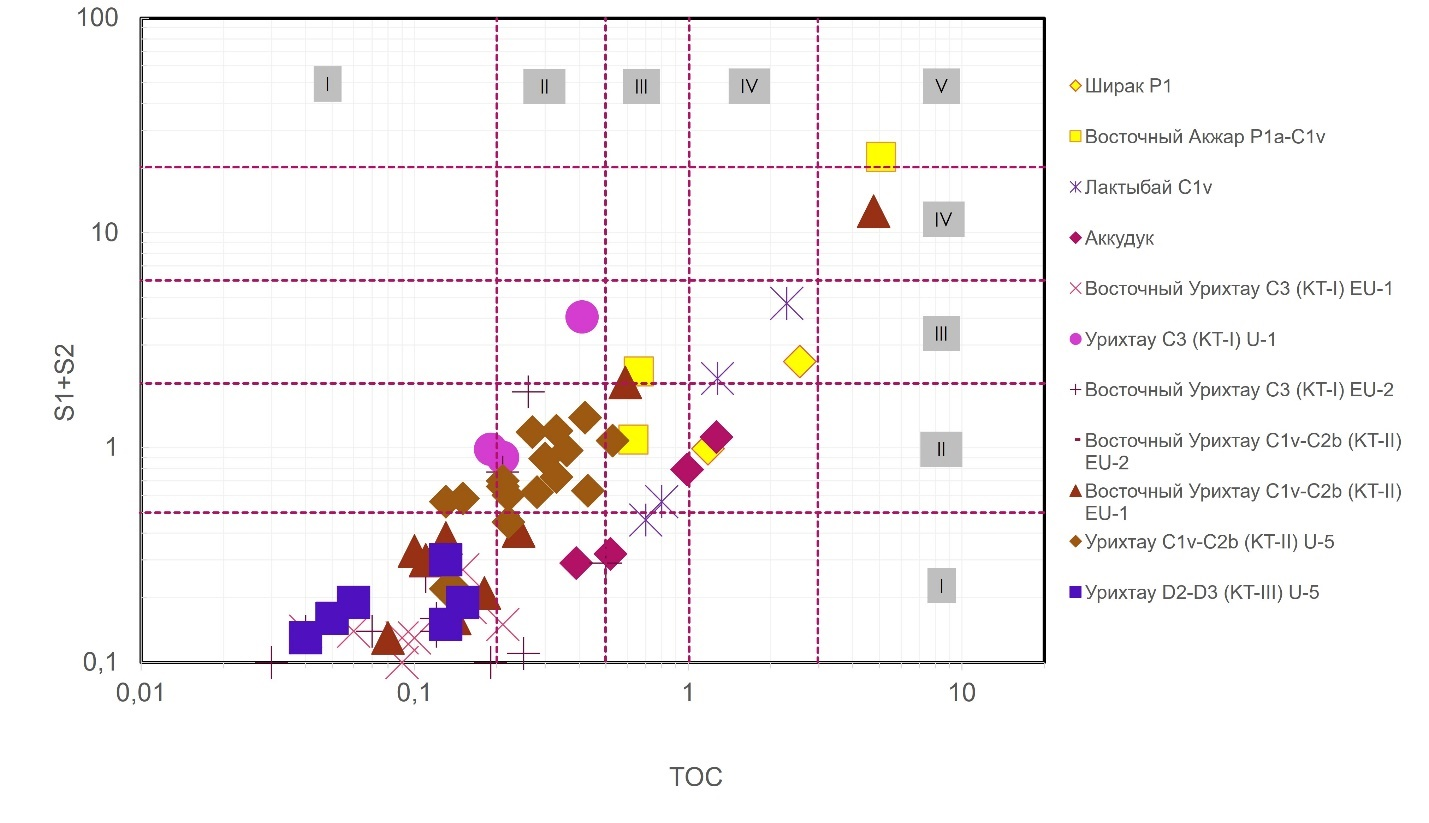 100
10
1
0,1
S1+S2
I
II
III
IV
V
IV
III
II
I
0,01
0,1
1
10
TOC
Ширак P1
Восточный Акжар P1a-C1v
Лактыбай C1v
Аккудук
Восточный Урихтау C3 (KT-I) EU-1
Урихтау C3 (KT-I) U-1
Восточный Урихтау C3 (KT-I) EU-2
Восточный Урихтау C1v-C2b (KT-II)
EU-2
Восточный Урихтау C1v-C2b (KT-II)
EU-1
Урихтау C1v-C2b (KT-II) U-5
Урихтау D2-D3 (KT-III) U-5